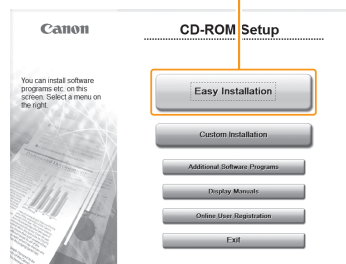 Canon
CD-ROM Setup
You can install software
programs etc. on this
screen. Select a menu on
the right.
Easy Installation
Custom Installation
Additional Software Programs
Display Manuals
Online User Registration
Exit